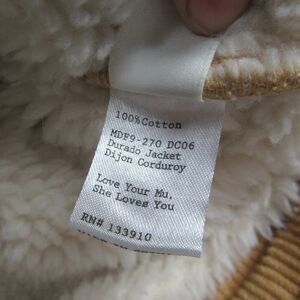 100%Cotton
MDF9-270 DC06
Durado Jacket
Dijon Corduroy
Love Your Mu,
She Loves You
RN# 133910